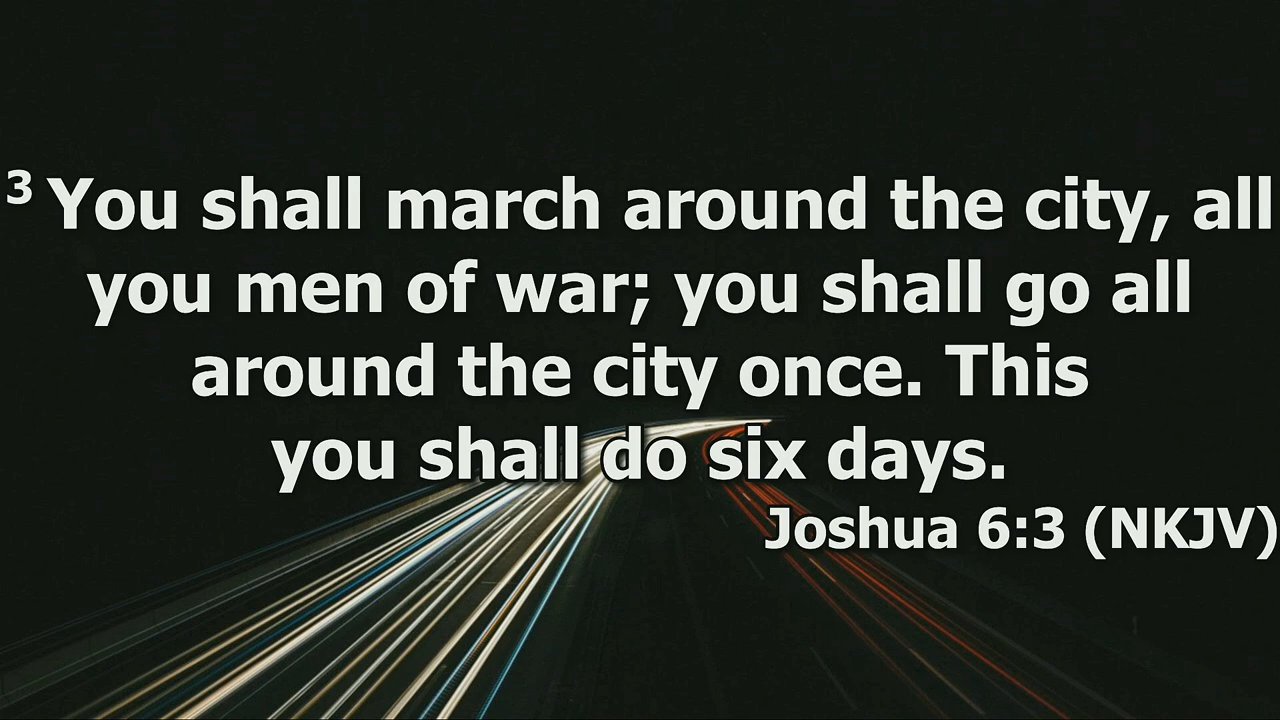 ³ You shall march around the city, all
you men of war; you shall go all
around the city once. This
you shall do six days.
Joshua 6:3 (NKJV)